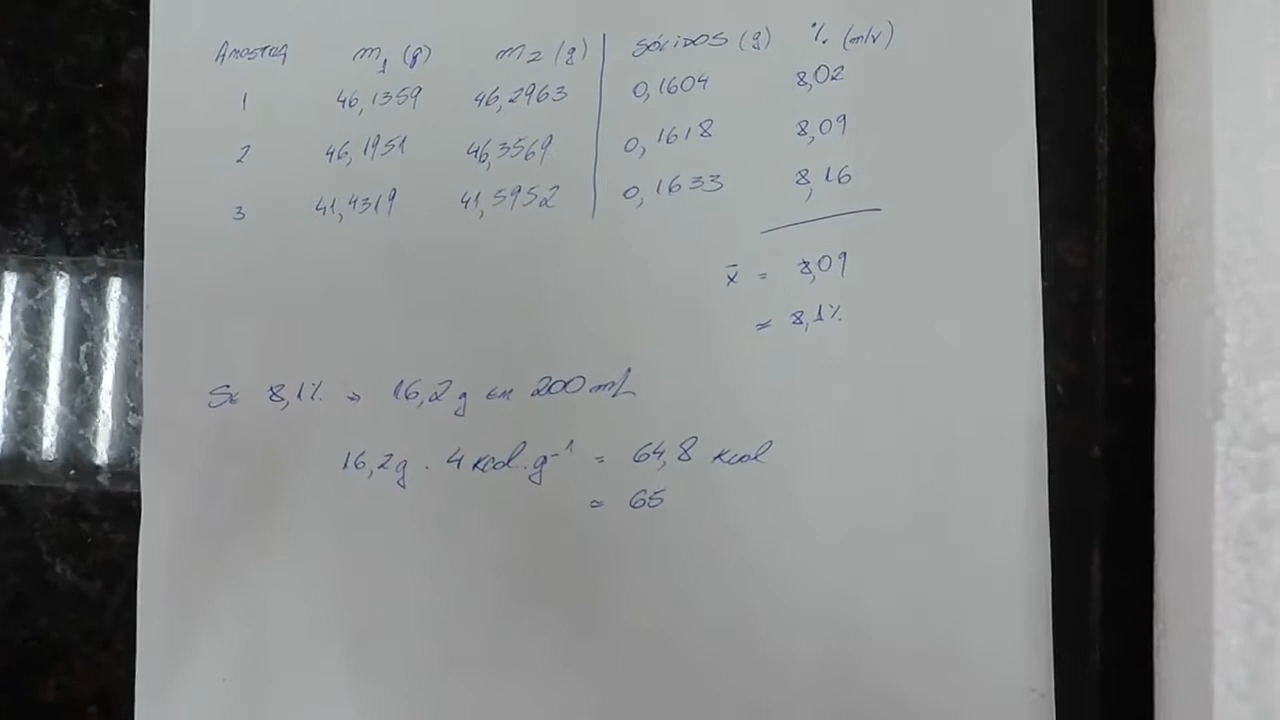 AMOSTRA m1 (g) m2 (g) SÓLIDOS (g) % (m/v)
1 46,1359 46,2963 0,1604 8,02
2 46,1951 46,3569 0,1618 8,09
3 41,4319 41,5952 0,1633 8,16
x̄ = 8,09
≈ 8,1%
SE 8,1% → 16,2 g EM 200 mL
16,2g . 4 kcal.g⁻¹ = 64,8 kcal
≈ 65